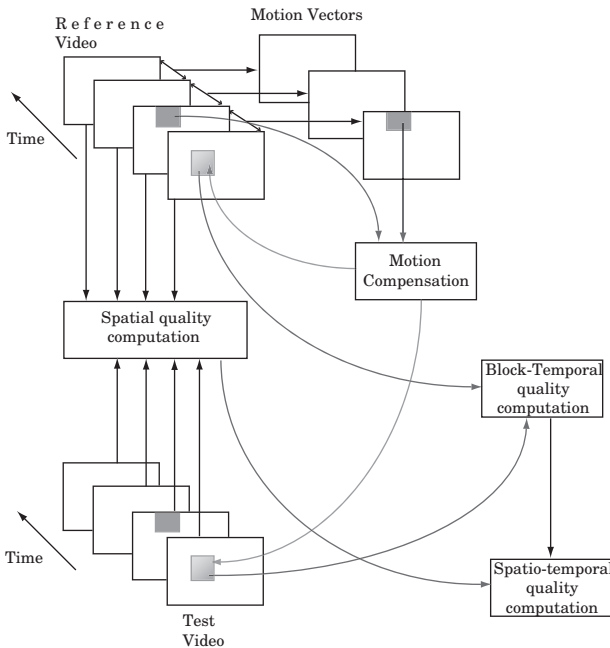 R e f e r e n c e
Video
Motion Vectors
Time
Motion
Compensation
Spatial quality
computation
Block-Temporal
quality
computation
Time
Spatio-temporal
quality
computation
Test
Video